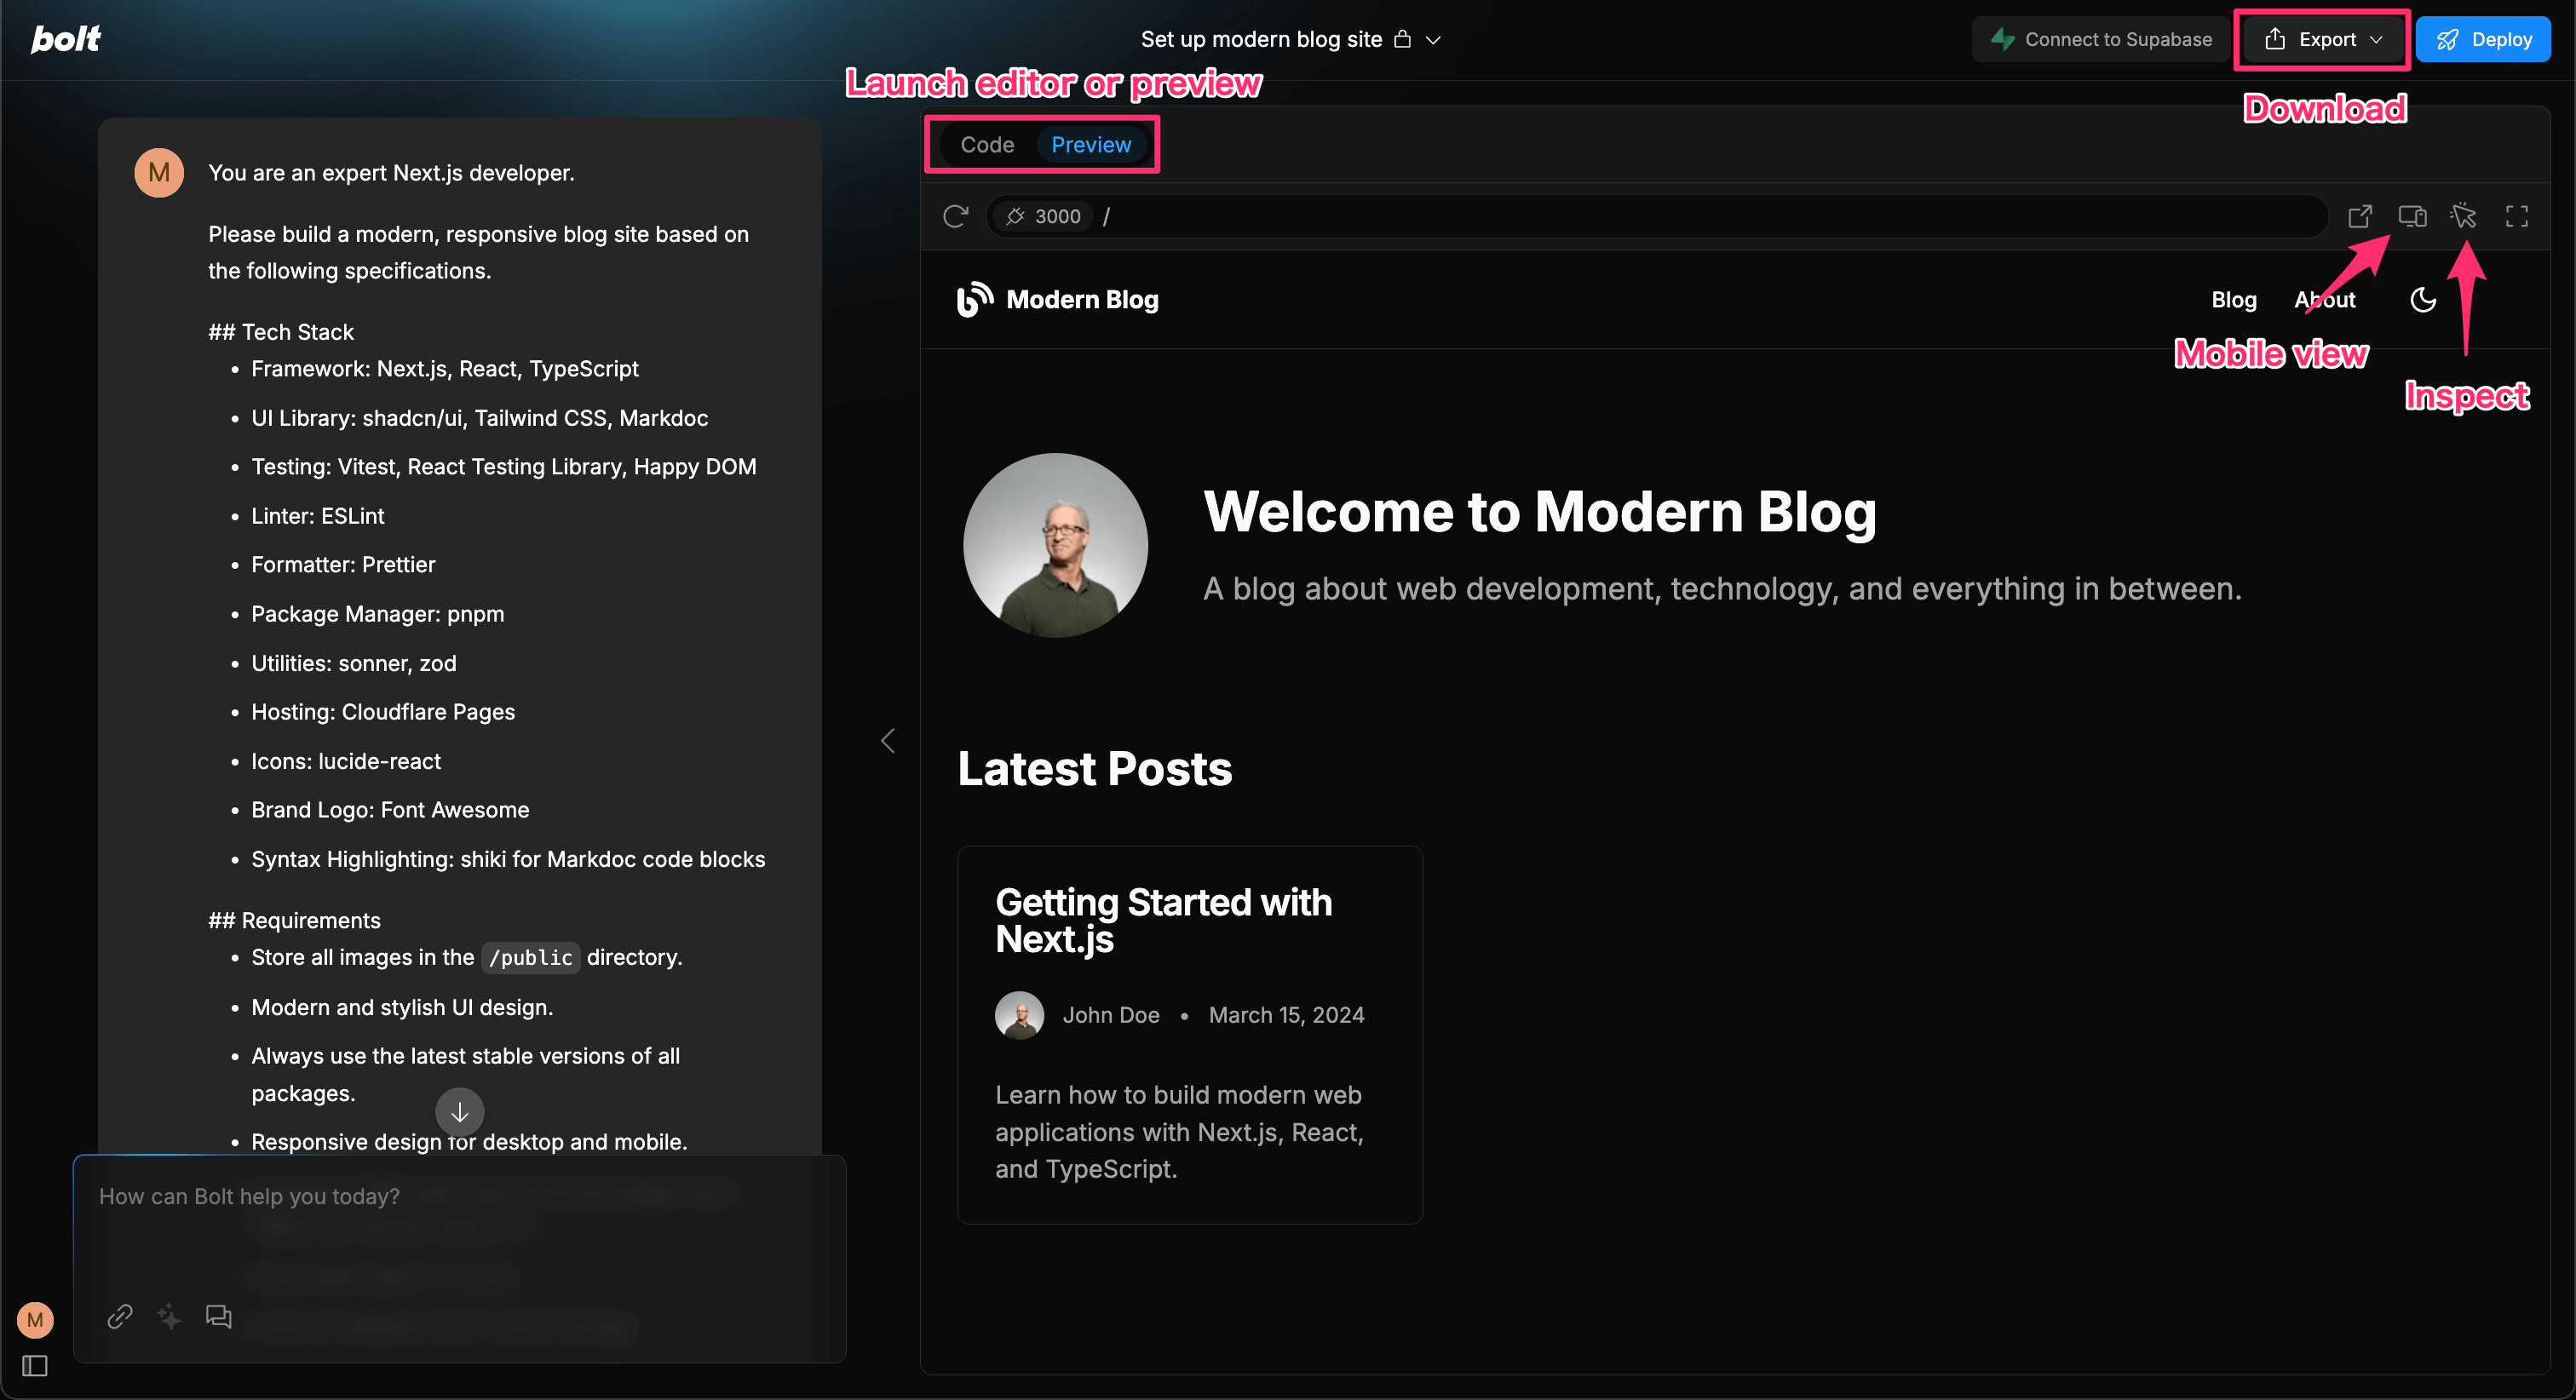 bolt
Set up modern blog site
Connect to Supabase
Export
Deploy
Launch editor or preview
Download
M
You are an expert Next.js developer.
Please build a modern, responsive blog site based on
the following specifications.
## Tech Stack
• Framework: Next.js, React, TypeScript
• UI Library: shadcn/ui, Tailwind CSS, Markdoc
• Testing: Vitest, React Testing Library, Happy DOM
• Linter: ESLint
• Formatter: Prettier
• Package Manager: pnpm
• Utilities: sonner, zod
• Hosting: Cloudflare Pages
• Icons: lucide-react
• Brand Logo: Font Awesome
• Syntax Highlighting: shiki for Markdoc code blocks
## Requirements
• Store all images in the /public directory.
• Modern and stylish UI design.
• Always use the latest stable versions of all
packages.
• Responsive design for desktop and mobile.
How can Bolt help you today?
M
Code
Preview
3000 /
Modern Blog
Blog
About
Mobile view
Inspect
Welcome to Modern Blog
A blog about web development, technology, and everything in between.
Latest Posts
Getting Started with
Next.js
John Doe • March 15, 2024
Learn how to build modern web
applications with Next.js, React,
and TypeScript.